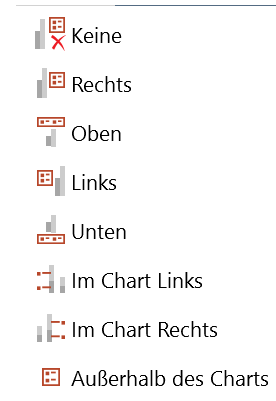 Keine
Rechts
Oben
Links
Unten
Im Chart Links
Im Chart Rechts
Außerhalb des Charts